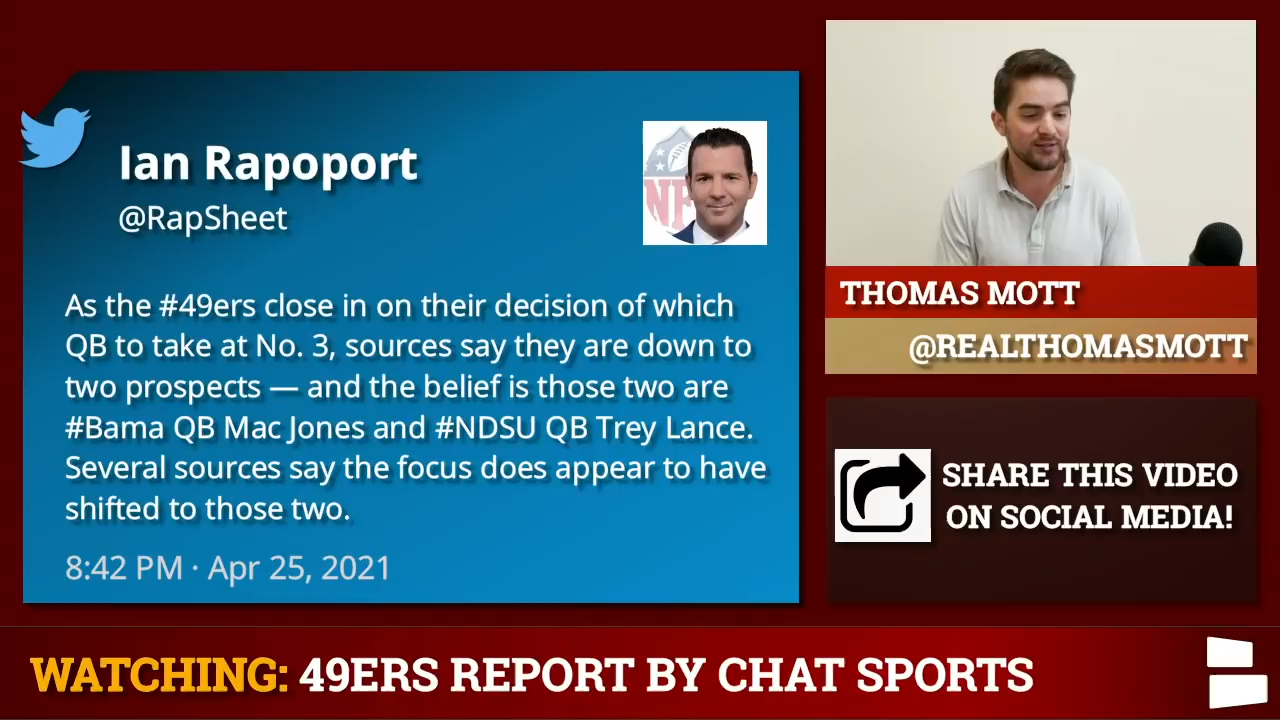 Ian Rapoport
@RapSheet
As the #49ers close in on their decision of which
QB to take at No. 3, sources say they are down to
two prospects — and the belief is those two are
#Bama QB Mac Jones and #NDSU QB Trey Lance.
Several sources say the focus does appear to have
shifted to those two.
8:42 PM · Apr 25, 2021
THOMAS MOTT
@REALTHOMASMOTT
SHARE THIS VIDEO
ON SOCIAL MEDIA!
WATCHING: 49ERS REPORT BY CHAT SPORTS